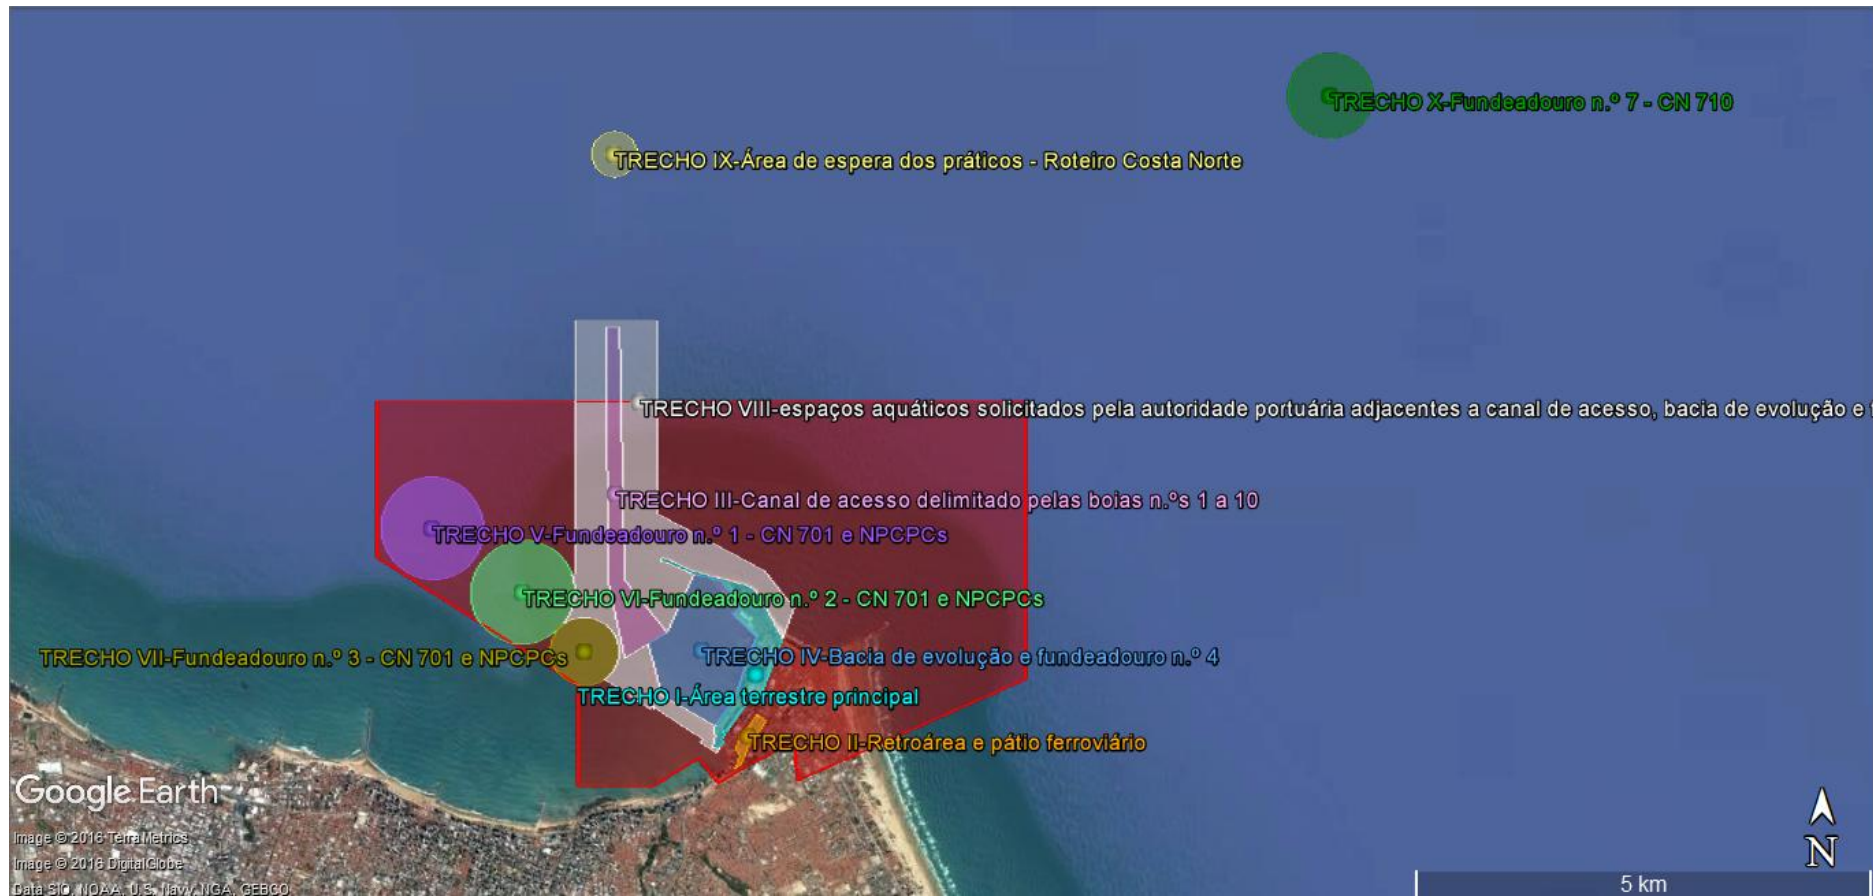 TRECHO X-Fundeadouro n.º 7 - CN 710
TRECHO IX-Área de espera dos práticos - Roteiro Costa Norte
TRECHO VIII-espaços aquáticos solicitados pela autoridade portuária adjacentes a canal de acesso, bacia de evolução e
TRECHO III-Canal de acesso delimitado pelas boias n.ºs 1 a 10
TRECHO V-Fundeadouro n.º 1 - CN 701 e NPCPCs
TRECHO VI-Fundeadouro n.º 2 - CN 701 e NPCPCs
TRECHO VII-Fundeadouro n.º 3 - CN 701 e NPCPCs
TRECHO IV-Bacia de evolução e fundeadouro n.º 4
TRECHO I-Área terrestre principal
TRECHO II-Retroárea e pátio ferroviário
Google Earth
Image © 2016 TerraMetrics
Image © 2016 DigitalGlobe
Data SIO, NOAA, U.S. Navy, NGA, GEBCO
N
5 km